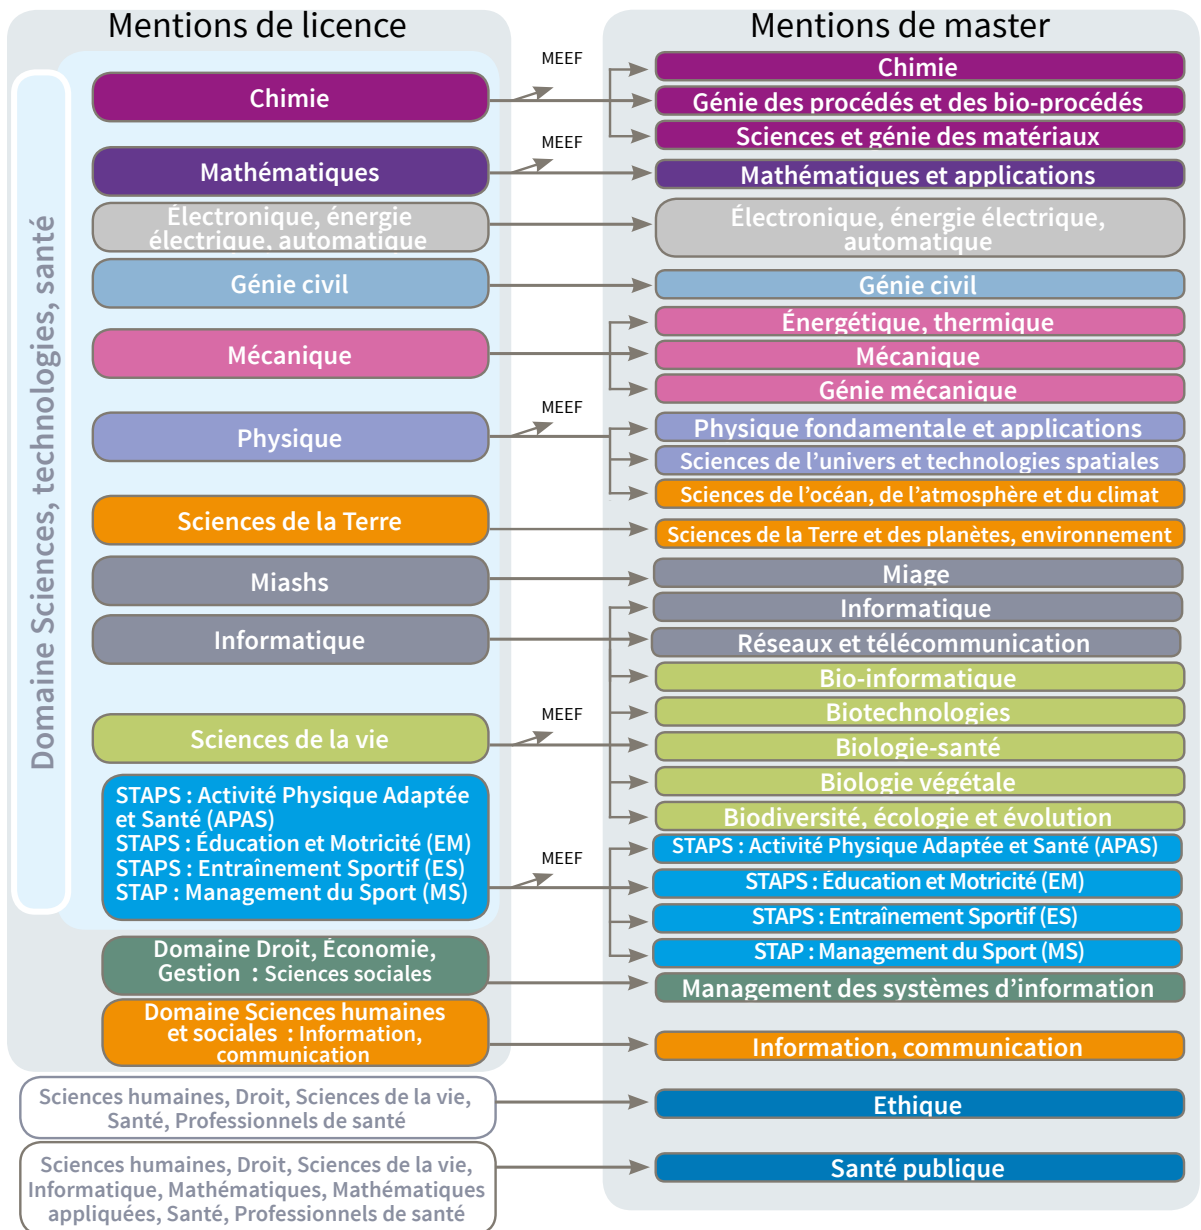 Mentions de licence
Mentions de master
Domaine Sciences, technologies, santé
Chimie
MEEF
Chimie
Génie des procédés et des bio-procédés
Sciences et génie des matériaux
Mathématiques
MEEF
Mathématiques et applications
Électronique, énergie
électrique, automatique
Électronique, énergie électrique,
automatique
Génie civil
Génie civil
Mécanique
Énergétique, thermique
Mécanique
Génie mécanique
Physique
MEEF
Physique fondamentale et applications
Sciences de l’univers et technologies spatiales
Sciences de l’océan, de l’atmosphère et du climat
Sciences de la Terre
Sciences de la Terre et des planètes, environnement
Miashs
Miage
Informatique
Informatique
Réseaux et télécommunication
Bio-informatique
Sciences de la vie
MEEF
Biotechnologies
Biologie-santé
Biologie végétale
Biodiversité, écologie et évolution
STAPS : Activité Physique Adaptée
et Santé (APAS)
STAPS : Éducation et Motricité (EM)
STAPS : Entraînement Sportif (ES)
STAP : Management du Sport (MS)
MEEF
STAPS : Activité Physique Adaptée et Santé (APAS)
STAPS : Éducation et Motricité (EM)
STAPS : Entraînement Sportif (ES)
STAP : Management du Sport (MS)
Domaine Droit, Économie,
Gestion : Sciences sociales
Management des systèmes d’information
Domaine Sciences humaines
et sociales : Information,
communication
Information, communication
Sciences humaines, Droit, Sciences de la vie,
Santé, Professionnels de santé
Ethique
Sciences humaines, Droit, Sciences de la vie,
Informatique, Mathématiques, Mathématiques
appliquées, Santé, Professionnels de santé
Santé publique